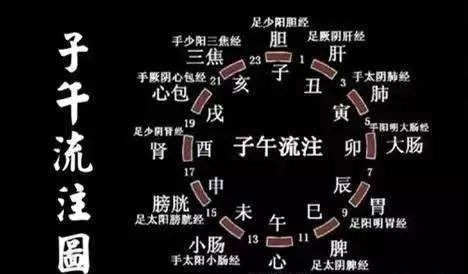 子午流注圖
子午流注
足少阳胆经
胆
子
23
1
足厥阴肝经
肝
丑
3
手太阴肺经
肺
寅
5
手阳明大肠经
大肠
卯
7
辰
胃
足阳明胃经
9
巳
脾
足太阴脾经
11
午
心
13
未
小肠
手太阳小肠经
15
申
膀胱
足太阳膀胱经
17
足少阴肾经
肾
酉
19
手厥阴心包经
心包
戌
21
手少阳三焦经
三焦
亥